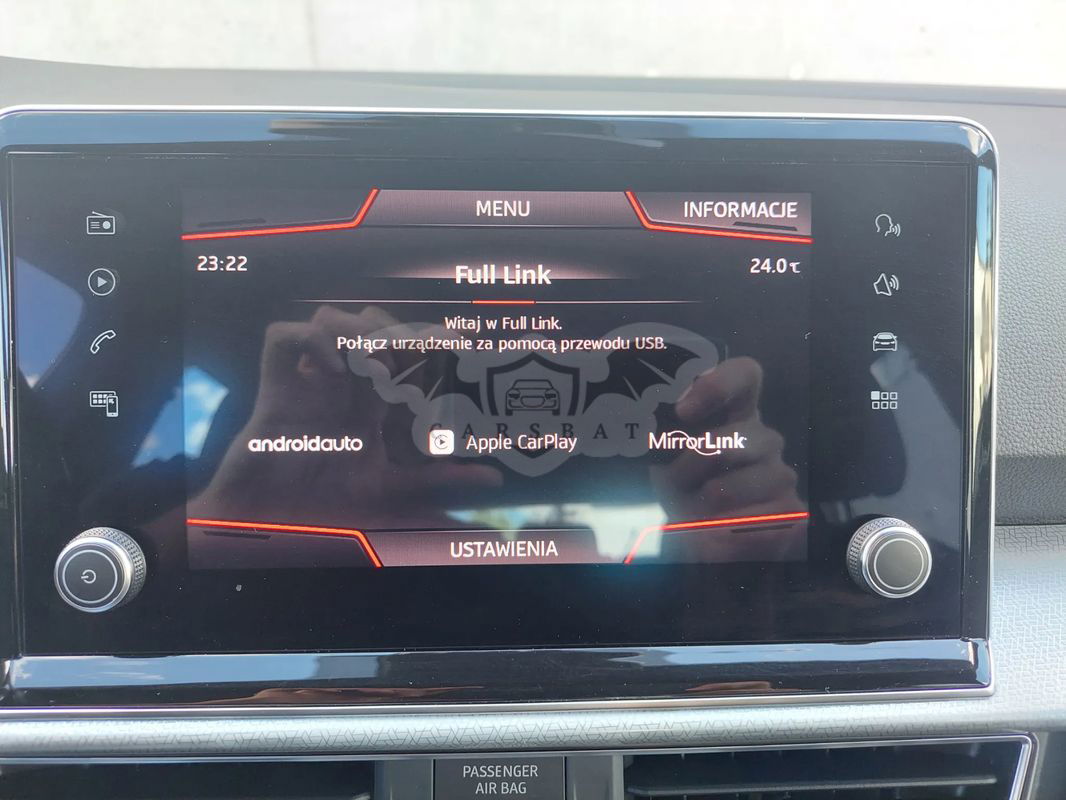 MENU
INFORMACJE
23:22
24.0℃
Full Link
Witaj w Full Link.
Połącz urządzenie za pomocą przewodu USB.
CARSBAT
androidauto
Apple CarPlay
MirrorLink
USTAWIENIA
PASSENGER
AIR BAG